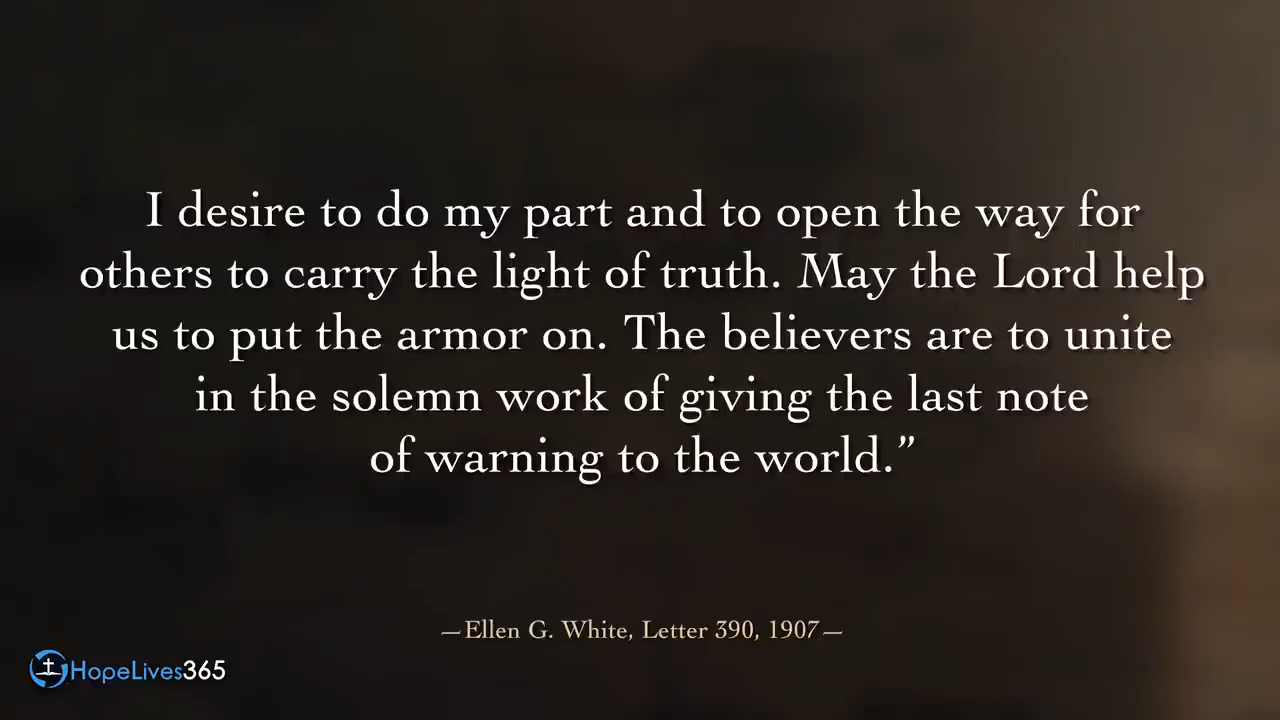 I desire to do my part and to open the way for
others to carry the light of truth. May the Lord help
us to put the armor on. The believers are to unite
in the solemn work of giving the last note
of warning to the world.”
—Ellen G. White, Letter 390, 1907—
HopeLives365